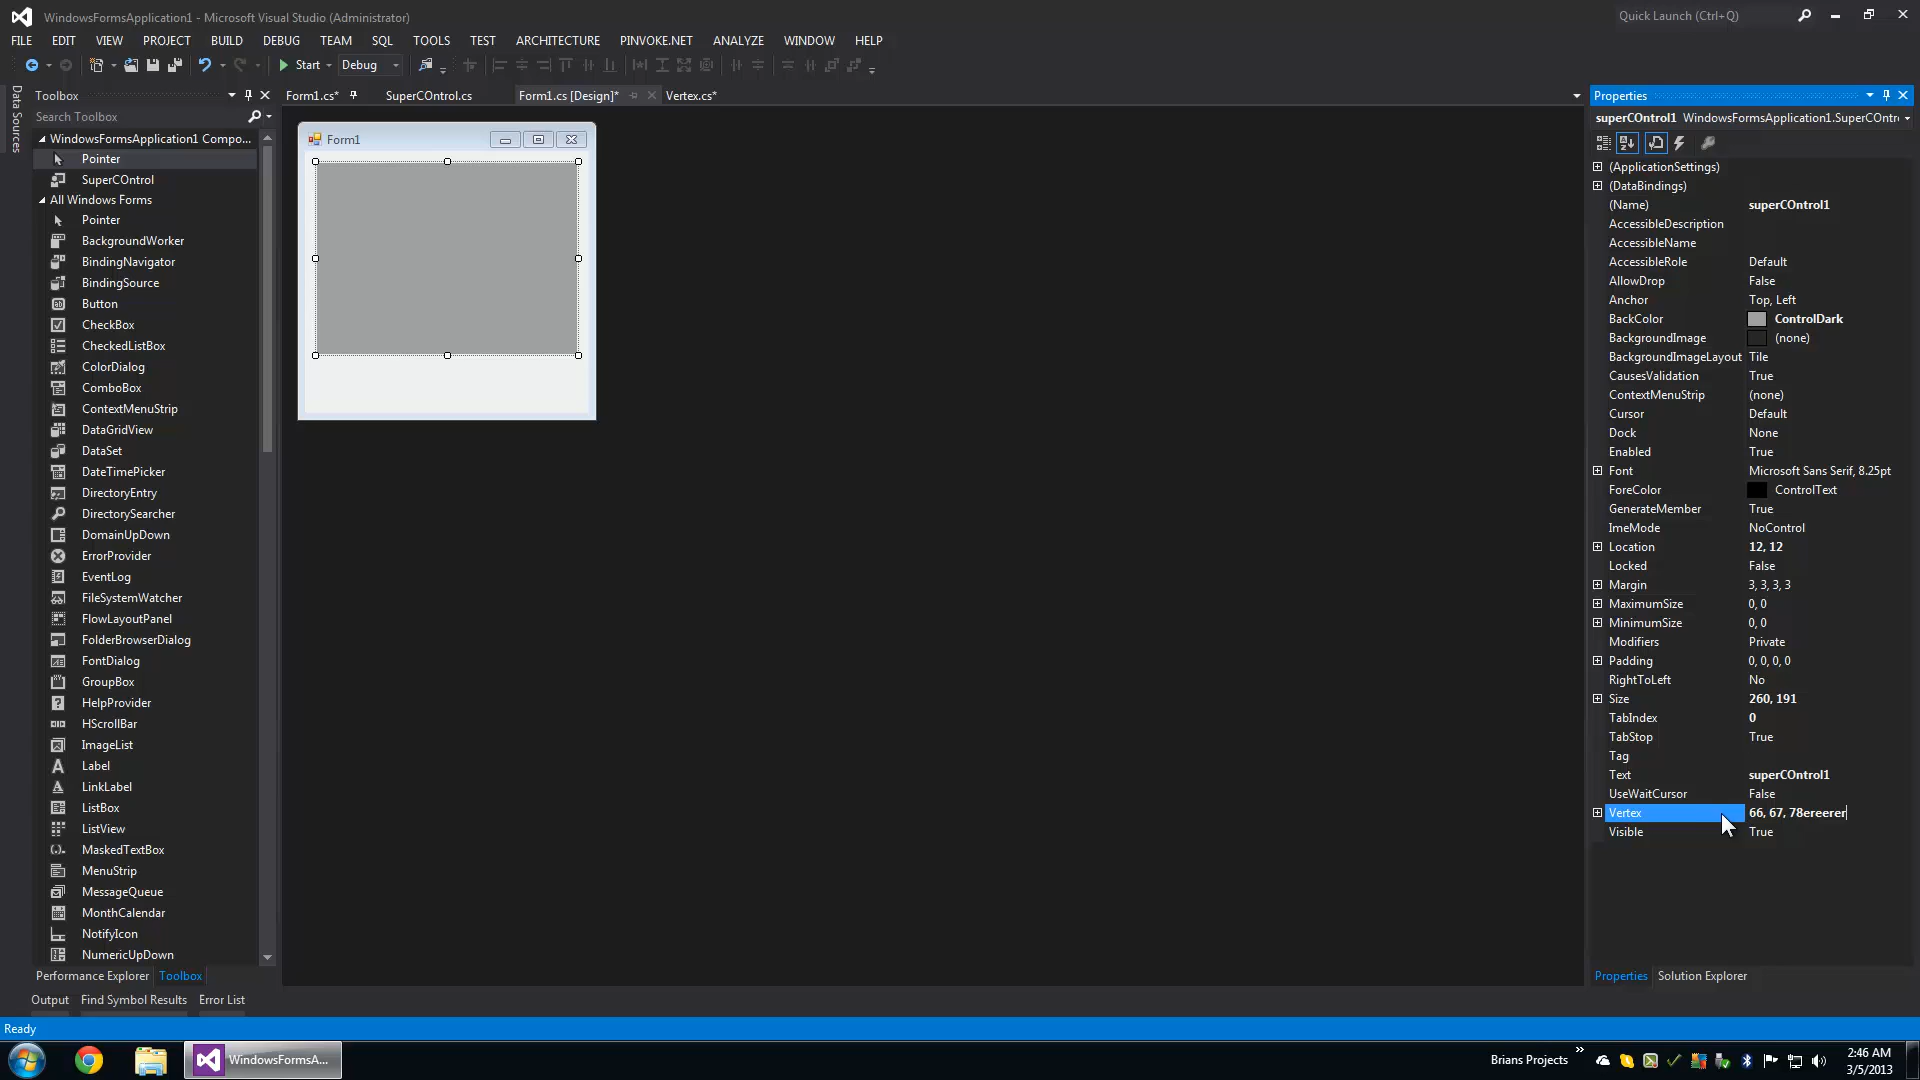 WindowsFormsApplication1 - Microsoft Visual Studio (Administrator)
Quick Launch (Ctrl+Q)
FILE EDIT VIEW PROJECT BUILD DEBUG TEAM SQL TOOLS TEST ARCHITECTURE PINVOKE.NET ANALYZE WINDOW HELP
Start Debug
Data Sources
Toolbox
Search Toolbox
WindowsFormsApplication1 Compo...
Pointer
SuperCOntrol
All Windows Forms
Pointer
BackgroundWorker
BindingNavigator
BindingSource
Button
CheckBox
CheckedListBox
ColorDialog
ComboBox
ContextMenuStrip
DataGridView
DataSet
DateTimePicker
DirectoryEntry
DirectorySearcher
DomainUpDown
ErrorProvider
EventLog
FileSystemWatcher
FlowLayoutPanel
FolderBrowserDialog
FontDialog
GroupBox
HelpProvider
HScrollBar
ImageList
Label
LinkLabel
ListBox
ListView
MaskedTextBox
MenuStrip
MessageQueue
MonthCalendar
NotifyIcon
NumericUpDown
Performance Explorer Toolbox
Form1.cs* SuperCOntrol.cs Form1.cs [Design]* Vertex.cs*
Form1
Properties
superCOntrol1 WindowsFormsApplication1.SuperCOntro
(ApplicationSettings)
(DataBindings)
(Name) superCOntrol1
AccessibleDescription
AccessibleName
AccessibleRole Default
AllowDrop False
Anchor Top, Left
BackColor ControlDark
BackgroundImage (none)
BackgroundImageLayout Tile
CausesValidation True
ContextMenuStrip (none)
Cursor Default
Dock None
Enabled True
Font Microsoft Sans Serif, 8.25pt
ForeColor ControlText
GenerateMember True
ImeMode NoControl
Location 12, 12
Locked False
Margin 3, 3, 3, 3
MaximumSize 0, 0
MinimumSize 0, 0
Modifiers Private
Padding 0, 0, 0, 0
RightToLeft No
Size 260, 191
TabIndex 0
TabStop True
Tag
Text superCOntrol1
UseWaitCursor False
Vertex 66, 67, 78ereerer
Visible True
Properties Solution Explorer
Output Find Symbol Results Error List
Ready
WindowsFormsA...
Brians Projects
2:46 AM
3/5/2013